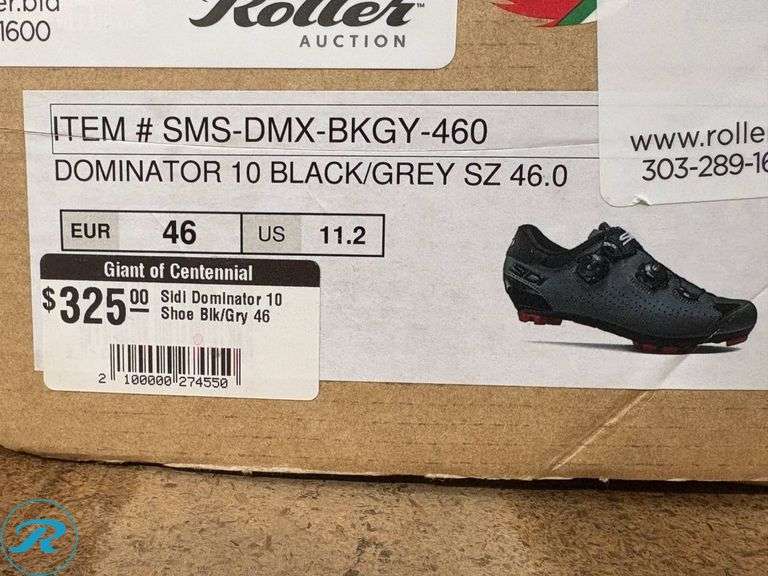 er.bid
1600
Roller™
AUCTION
ITEM # SMS-DMX-BKGY-460
DOMINATOR 10 BLACK/GREY SZ 46.0
www.rolle
303-289-16
EUR 46 US 11.2
Giant of Centennial
$325.00 Sidi Dominator 10
Shoe Blk/Gry 46
2 100000 274550
SIDI
R